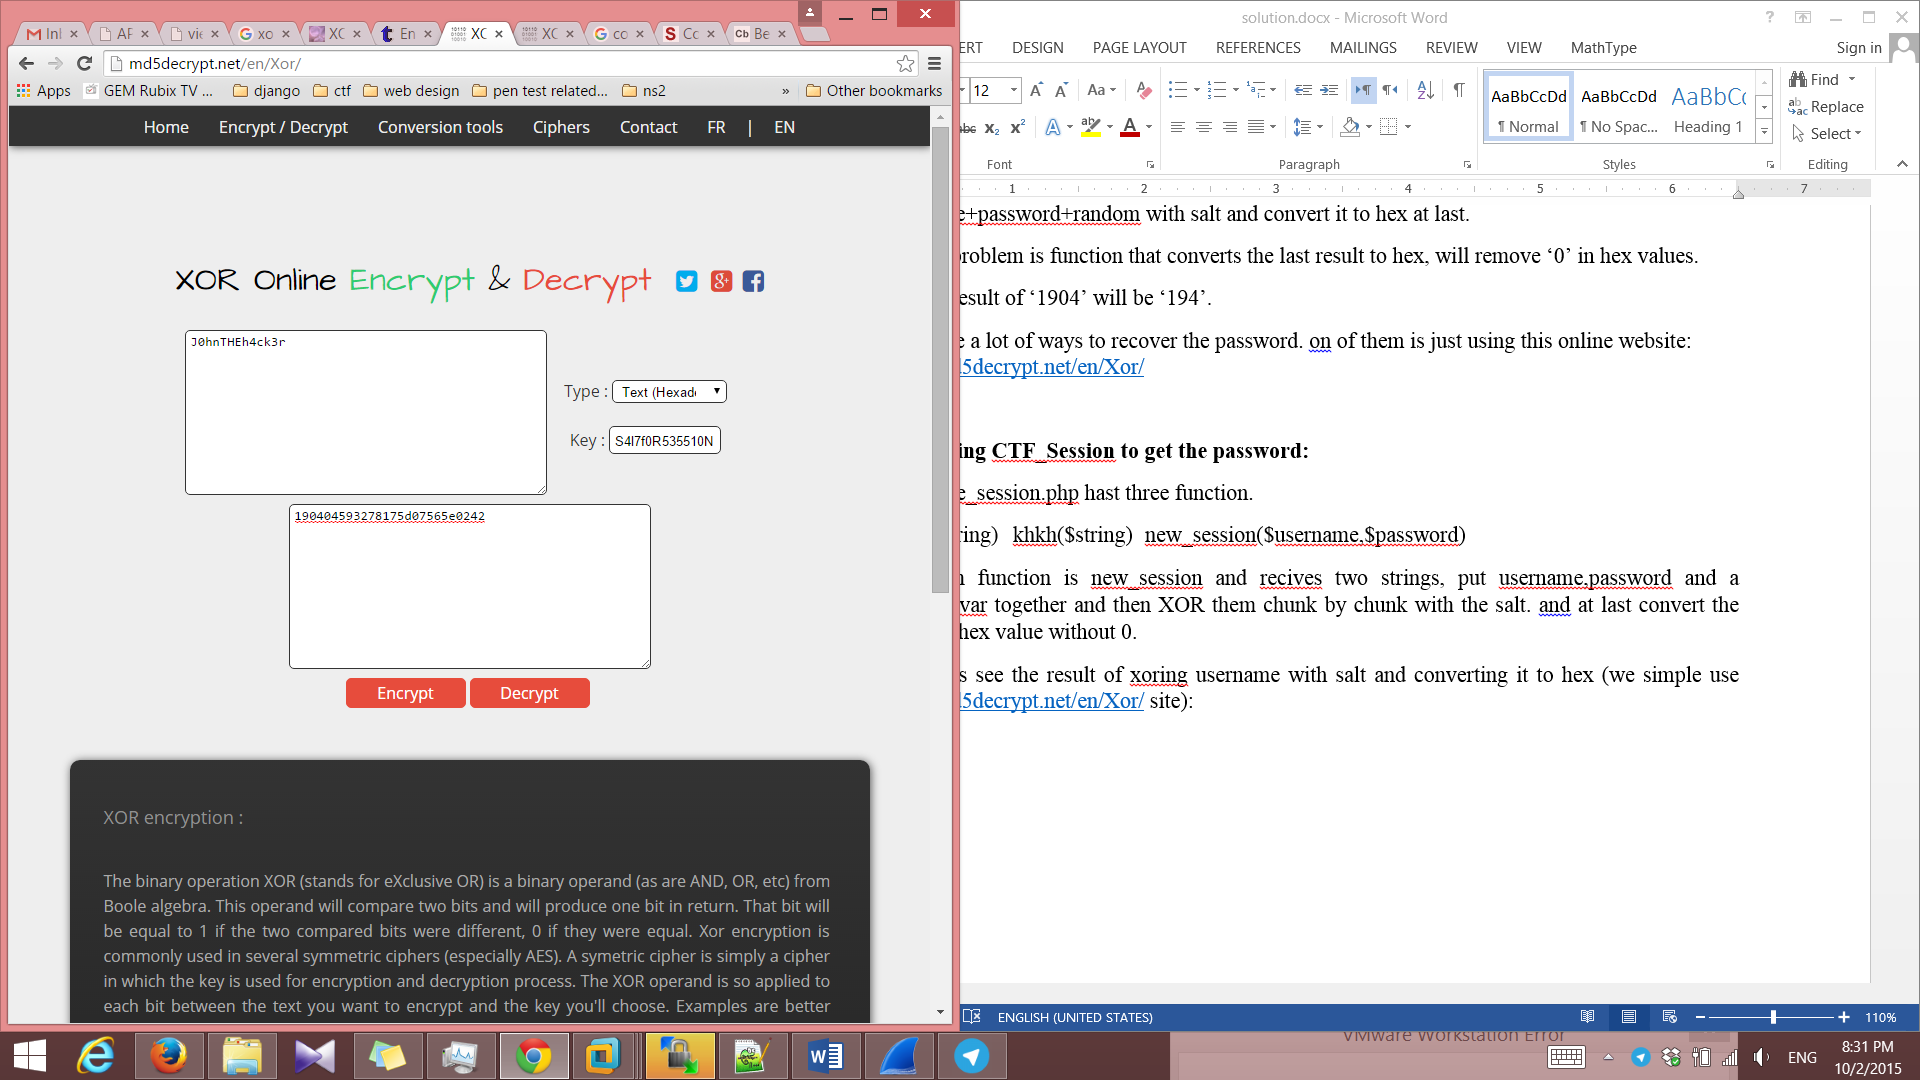 Inl
AF
vie
xo
XC
En
XC
XC
co
Cc
Be
md5decrypt.net/en/Xor/
Apps
GEM Rubix TV ...
django
ctf
web design
pen test related...
ns2
»
Other bookmarks
Home
Encrypt / Decrypt
Conversion tools
Ciphers
Contact
FR
|
EN
XOR Online Encrypt & Decrypt
J0hnTHEh4ck3r
Type : Text (Hexad
Key : S4l7f0R535510N
190404593278175d07565e0242
Encrypt
Decrypt
XOR encryption :
The binary operation XOR (stands for eXclusive OR) is a binary operand (as are AND, OR, etc) from
Boole algebra. This operand will compare two bits and will produce one bit in return. That bit will
be equal to 1 if the two compared bits were different, 0 if they were equal. Xor encryption is
commonly used in several symmetric ciphers (especially AES). A symetric cipher is simply a cipher
in which the key is used for encryption and decryption process. The XOR operand is so applied to
each bit between the text you want to encrypt and the key you'll choose. Examples are better
solution.docx - Microsoft Word
ERT
DESIGN
PAGE LAYOUT
REFERENCES
MAILINGS
REVIEW
VIEW
MathType
Sign in
12
Aa
Find
AaBbCcDd
AaBbCcDd
AaBbCc
Replace
¶ Normal
¶ No Spac...
Heading 1
Select
Font
Paragraph
Styles
Editing
1 2 3 4 5 6 7
e+password+random with salt and convert it to hex at last.
roblem is function that converts the last result to hex, will remove ‘0’ in hex values.
esult of ‘1904’ will be ‘194’.
e a lot of ways to recover the password. on of them is just using this online website:
l5decrypt.net/en/Xor/
ing CTF_Session to get the password:
e_session.php hast three function.
ring) khkh($string) new_session($username,$password)
n function is new_session and recives two strings, put username,password and a
var together and then XOR them chunk by chunk with the salt. and at last convert the
hex value without 0.
s see the result of xoring username with salt and converting it to hex (we simple use
l5decrypt.net/en/Xor/ site):
ENGLISH (UNITED STATES)
110%
VMware Workstation Error
ENG
8:31 PM
10/2/2015